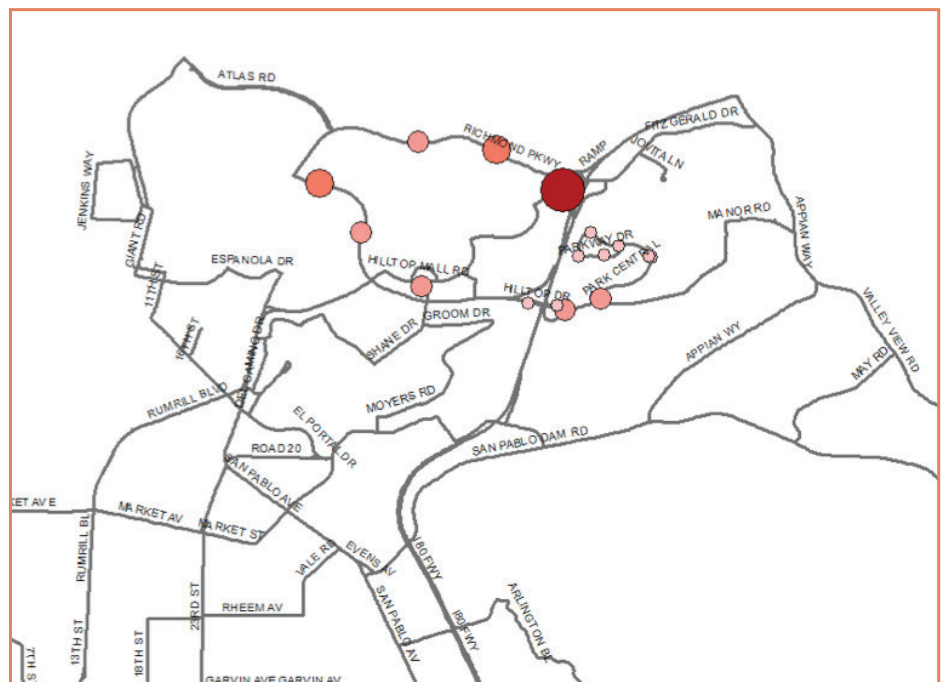 ATLAS RD
RICHMOND PKWY
RAMP
FITZGERALD DR
JOVITA LN
JENKINS WAY
GIANT RD
11TH ST
ESPANOLA DR
HILLTOP MALL RD
PARKWAY DR
PARK CENTRAL
MANOR RD
APPIAN WAY
HILLTOP DR
GROOM DR
SHANE DR
APPIAN WY
VALLEY VIEW RD
MAY RD
RUMRILL BLVD
MOYERS RD
EL PORTAL DR
ROAD 20
SAN PABLO DAM RD
SAN PABLO AVE
KET AVE
MARKET AV
MARKET ST
RUMRILL BL
VALE RD
EVENS AV
I80 FWY
RHEEM AV
23RD ST
SAN PABLO AV
I80 FWY
ARLINGTON BL
13TH ST
18TH ST
7TH S
GARVIN AVE GARVIN AV